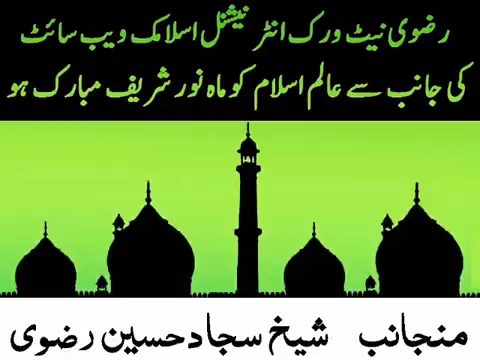 رضوی نیٹ ورک انٹرنیشنل اسلامک ویب سائٹ
کی جانب سے عالم اسلام کو ماہ نور شریف مبارک ہو
منجانب شیخ سجاد حسین رضوی